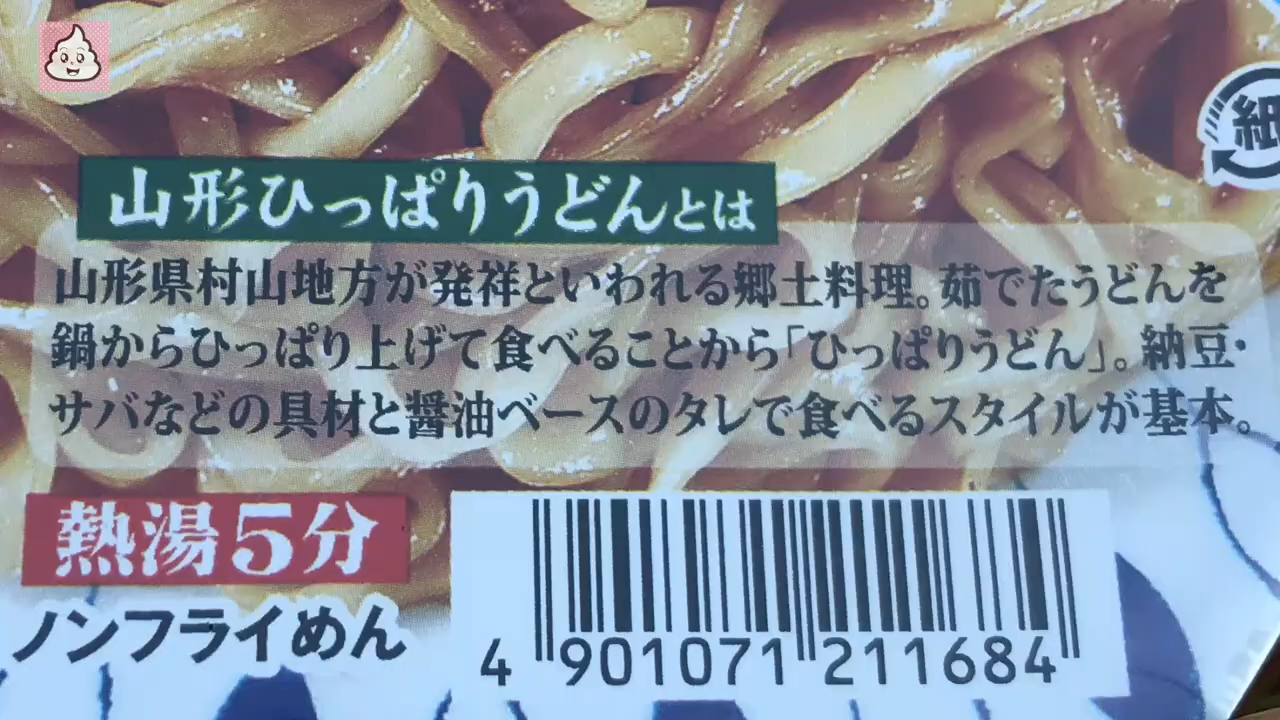 紙
山形ひっぱりうどんとは
山形県村山地方が発祥といわれる郷土料理。茹でたうどんを
鍋からひっぱり上げて食べることから「ひっぱりうどん」。納豆・
サバなどの具材と醤油ベースのタレで食べるスタイルが基本。
熱湯5分
ノンフライめん
4 901071 211684